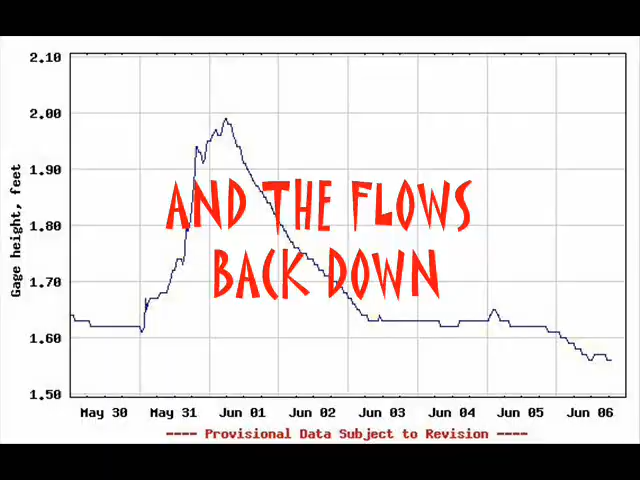 2.10
2.00
1.90
1.80
1.70
1.60
1.50
Gage height, feet
AND THE FLOWS
BACK DOWN
May 30 May 31 Jun 01 Jun 02 Jun 03 Jun 04 Jun 05 Jun 06
---- Provisional Data Subject to Revision ----